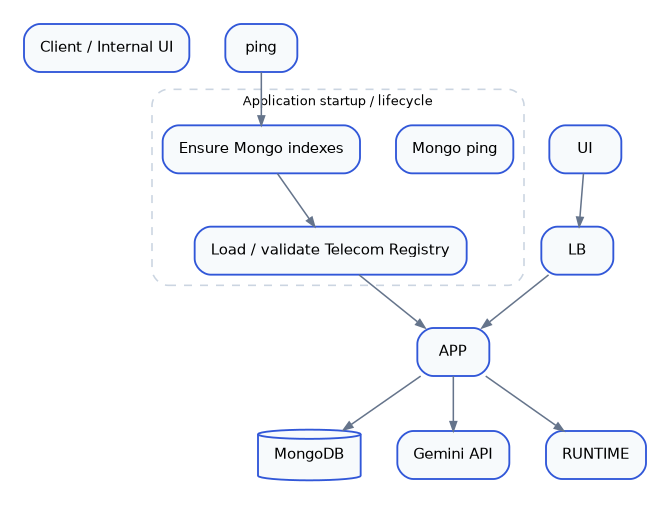 Client / Internal UI
ping
Application startup / lifecycle
Ensure Mongo indexes
Mongo ping
UI
Load / validate Telecom Registry
LB
APP
MongoDB
Gemini API
RUNTIME